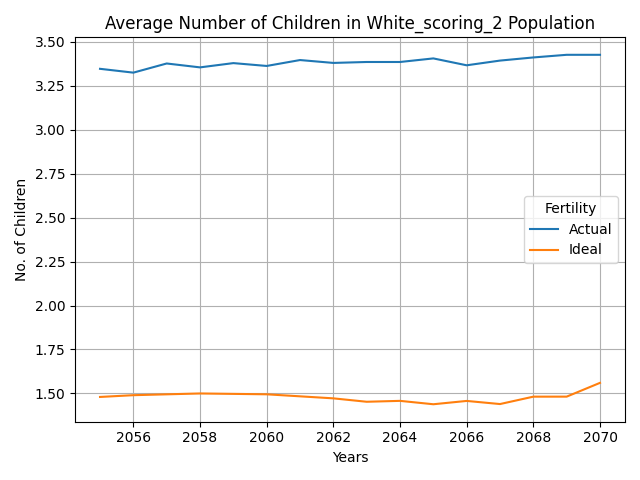 Average Number of Children in White_scoring_2 Population
3.50
3.25
3.00
2.75
2.50
2.25
2.00
1.75
1.50
No. of Children
Fertility
Actual
Ideal
2056 2058 2060 2062 2064 2066 2068 2070
Years